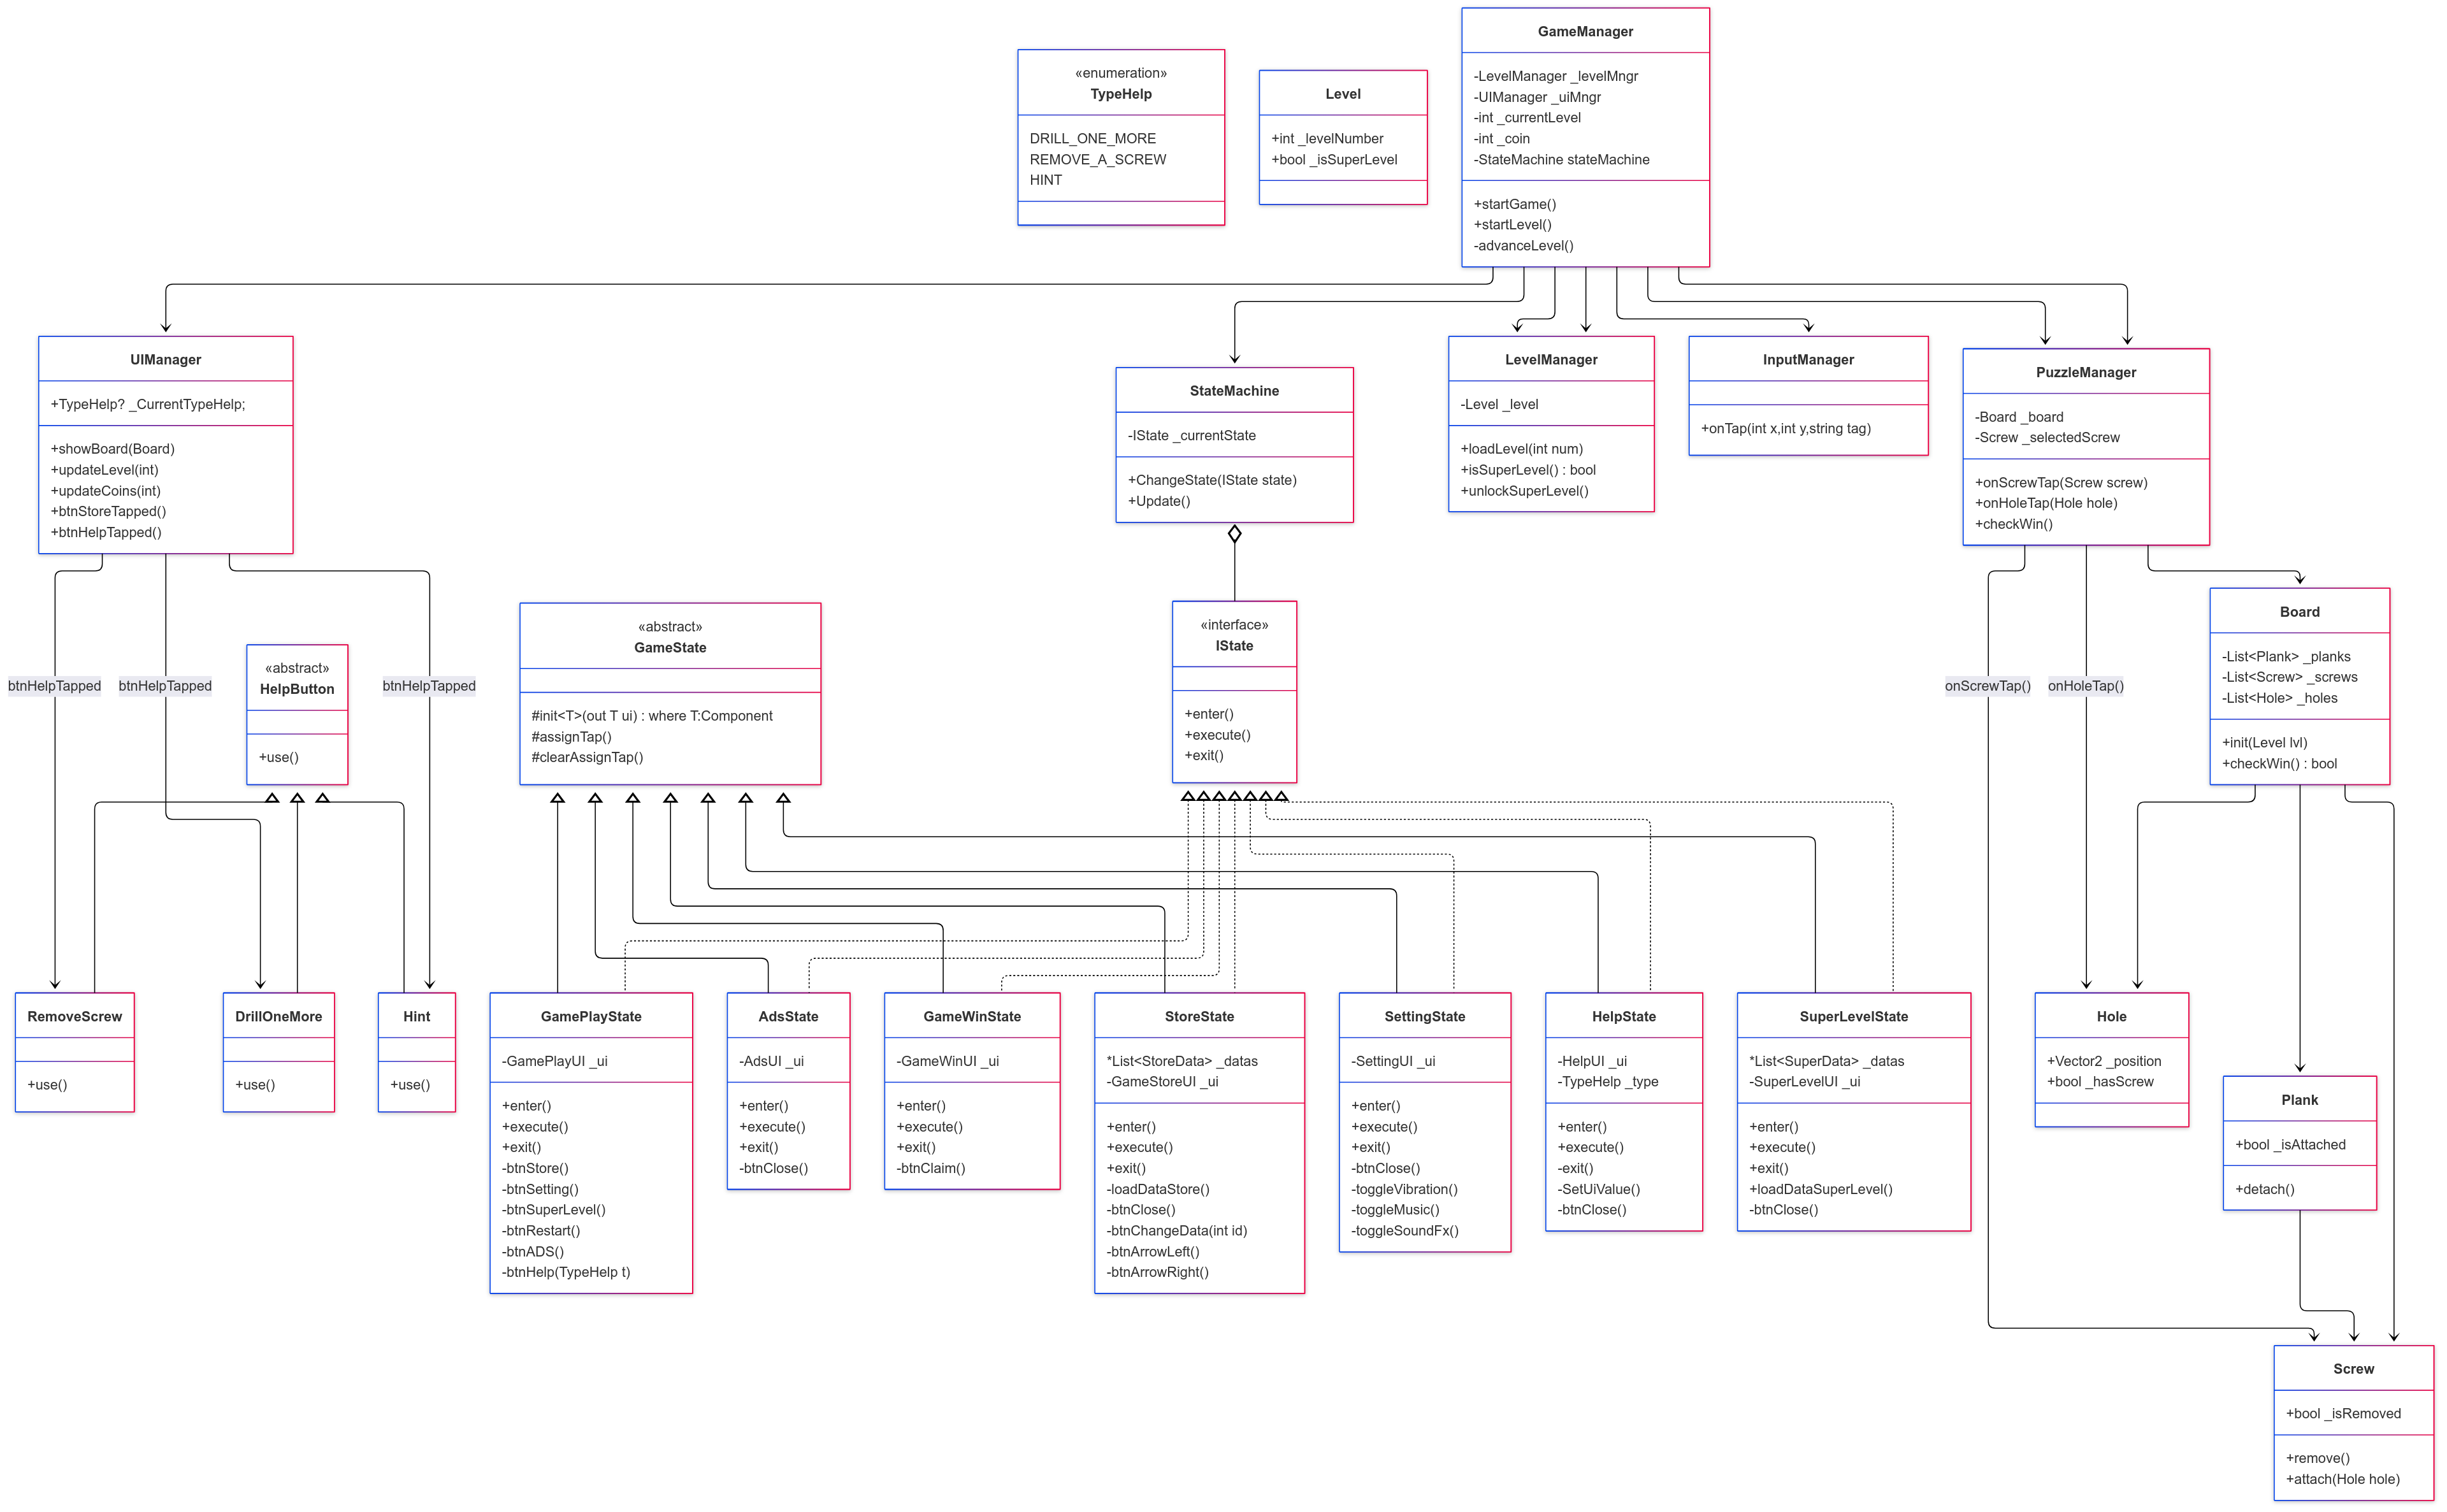 GameManager
-LevelManager _levelMngr
-UIManager _uiMngr
-int _currentLevel
-int _coin
-StateMachine stateMachine
+startGame()
+startLevel()
-advanceLevel()
«enumeration»
TypeHelp
DRILL_ONE_MORE
REMOVE_A_SCREW
HINT
Level
+int _levelNumber
+bool _isSuperLevel
UIManager
+TypeHelp? _CurrentTypeHelp;
+showBoard(Board)
+updateLevel(int)
+updateCoins(int)
+btnStoreTapped()
+btnHelpTapped()
StateMachine
-IState _currentState
+ChangeState(IState state)
+Update()
LevelManager
-Level _level
+loadLevel(int num)
+isSuperLevel() : bool
+unlockSuperLevel()
InputManager
+onTap(int x,int y,string tag)
PuzzleManager
-Board _board
-Screw _selectedScrew
+onScrewTap(Screw screw)
+onHoleTap(Hole hole)
+checkWin()
btnHelpTapped
btnHelpTapped
btnHelpTapped
«abstract»
HelpButton
+use()
«abstract»
GameState
#init<T>(out T ui) : where T:Component
#assignTap()
#clearAssignTap()
«interface»
IState
+enter()
+execute()
+exit()
onScrewTap()
onHoleTap()
Board
-List<Plank> _planks
-List<Screw> _screws
-List<Hole> _holes
+init(Level lvl)
+checkWin() : bool
RemoveScrew
+use()
DrillOneMore
+use()
Hint
+use()
GamePlayState
-GamePlayUI _ui
+enter()
+execute()
+exit()
-btnStore()
-btnSetting()
-btnSuperLevel()
-btnRestart()
-btnADS()
-btnHelp(TypeHelp t)
AdsState
-AdsUI _ui
+enter()
+execute()
+exit()
-btnClose()
GameWinState
-GameWinUI _ui
+enter()
+execute()
+exit()
-btnClaim()
StoreState
*List<StoreData> _datas
-GameStoreUI _ui
+enter()
+execute()
+exit()
-loadDataStore()
-btnClose()
-btnChangeData(int id)
-btnArrowLeft()
-btnArrowRight()
SettingState
-SettingUI _ui
+enter()
+execute()
+exit()
-btnClose()
-toggleVibration()
-toggleMusic()
-toggleSoundFx()
HelpState
-HelpUI _ui
-TypeHelp _type
+enter()
+execute()
-exit()
-SetUiValue()
-btnClose()
SuperLevelState
*List<SuperData> _datas
-SuperLevelUI _ui
+enter()
+execute()
+exit()
+loadDataSuperLevel()
-btnClose()
Hole
+Vector2 _position
+bool _hasScrew
Plank
+bool _isAttached
+detach()
Screw
+bool _isRemoved
+remove()
+attach(Hole hole)